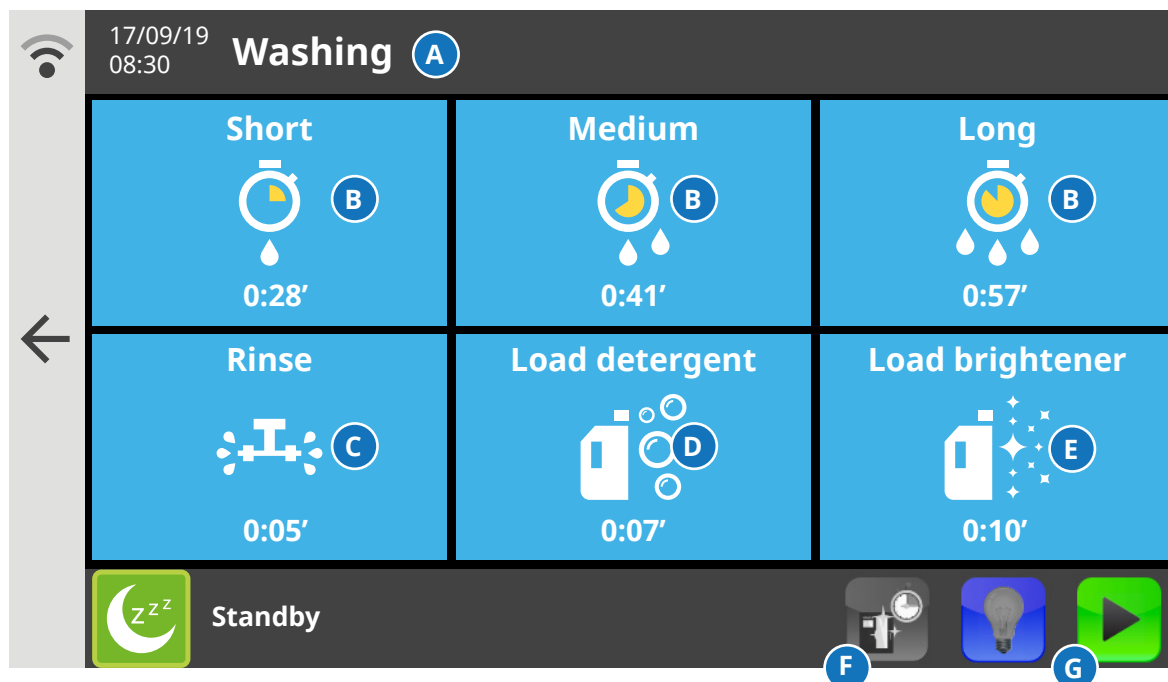 17/09/19
08:30
Washing A
Short Medium Long
B B B
0:28’ 0:41’ 0:57’
Rinse Load detergent Load brightener
C D E
0:05’ 0:07’ 0:10’
zzz Standby
F G